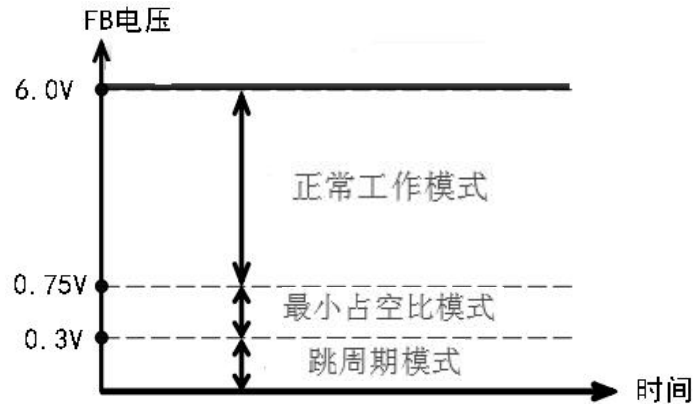 FB电压
6.0V
正常工作模式
0.75V
最小占空比模式
0.3V
跳周期模式
时间